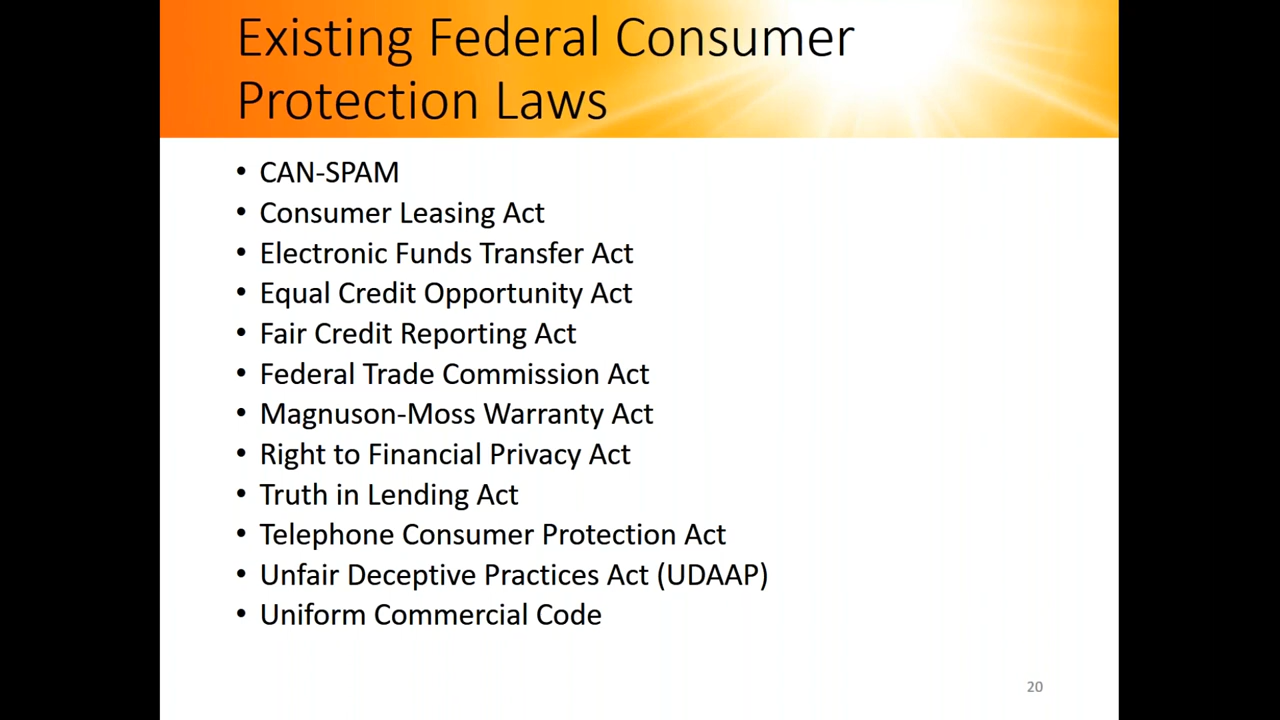 Existing Federal Consumer
Protection Laws
• CAN-SPAM
• Consumer Leasing Act
• Electronic Funds Transfer Act
• Equal Credit Opportunity Act
• Fair Credit Reporting Act
• Federal Trade Commission Act
• Magnuson-Moss Warranty Act
• Right to Financial Privacy Act
• Truth in Lending Act
• Telephone Consumer Protection Act
• Unfair Deceptive Practices Act (UDAAP)
• Uniform Commercial Code
20